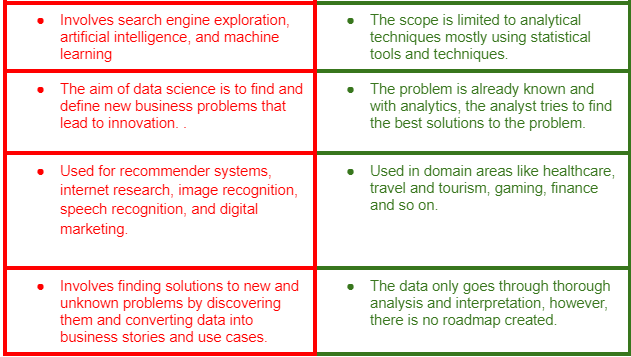 ● Involves search engine exploration,
artificial intelligence, and machine
learning
● The scope is limited to analytical
techniques mostly using statistical
tools and techniques.
● The aim of data science is to find and
define new business problems that
lead to innovation. .
● The problem is already known and
with analytics, the analyst tries to find
the best solutions to the problem.
● Used for recommender systems,
internet research, image recognition,
speech recognition, and digital
marketing.
● Used in domain areas like healthcare,
travel and tourism, gaming, finance
and so on.
● Involves finding solutions to new and
unknown problems by discovering
them and converting data into
business stories and use cases.
● The data only goes through thorough
analysis and interpretation, however,
there is no roadmap created.